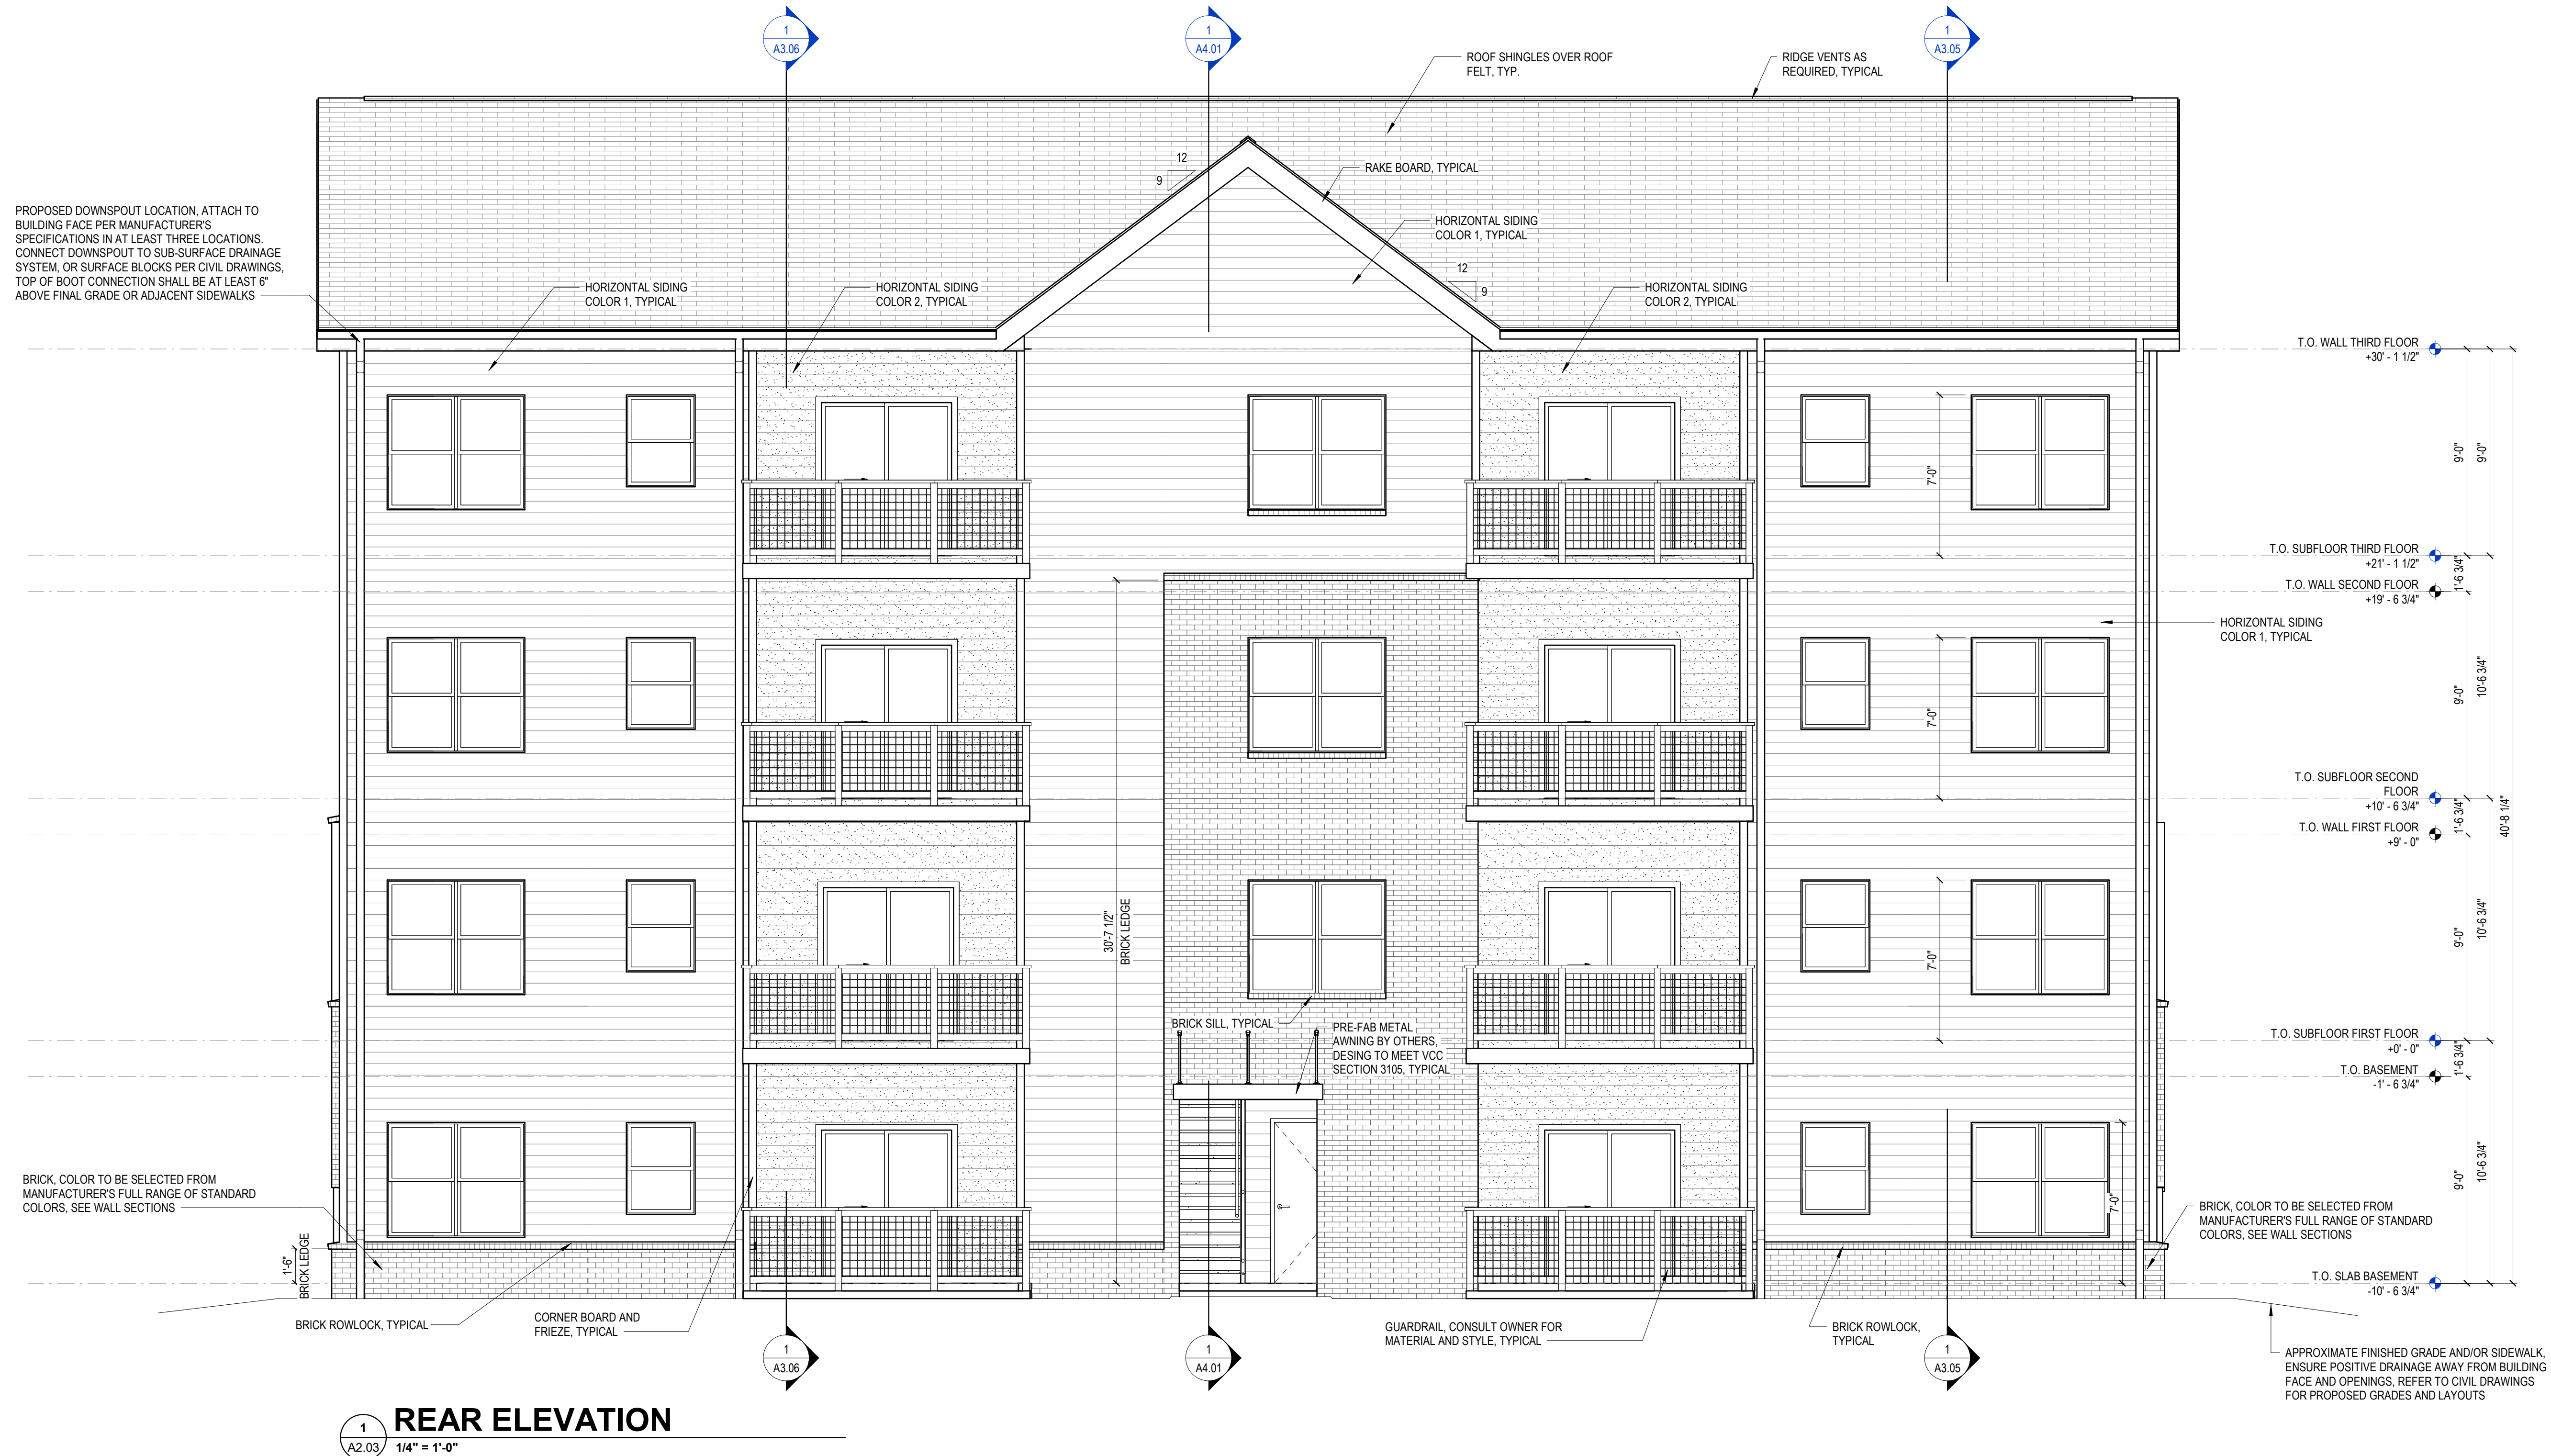 1
A3.06
1
A4.01
1
A3.05
ROOF SHINGLES OVER ROOF
FELT, TYP.
RIDGE VENTS AS
REQUIRED, TYPICAL
12
9
RAKE BOARD, TYPICAL
PROPOSED DOWNSPOUT LOCATION, ATTACH TO
BUILDING FACE PER MANUFACTURER'S
SPECIFICATIONS IN AT LEAST THREE LOCATIONS.
CONNECT DOWNSPOUT TO SUB-SURFACE DRAINAGE
SYSTEM, OR SURFACE BLOCKS PER CIVIL DRAWINGS,
TOP OF BOOT CONNECTION SHALL BE AT LEAST 6"
ABOVE FINAL GRADE OR ADJACENT SIDEWALKS
HORIZONTAL SIDING
COLOR 1, TYPICAL
HORIZONTAL SIDING
COLOR 1, TYPICAL
HORIZONTAL SIDING
COLOR 2, TYPICAL
12
9
HORIZONTAL SIDING
COLOR 2, TYPICAL
T.O. WALL THIRD FLOOR
+30' - 1 1/2"
9'-0"
9'-0"
7'-0"
T.O. SUBFLOOR THIRD FLOOR
+21' - 1 1/2"
1'-6 3/4"
T.O. WALL SECOND FLOOR
+19' - 6 3/4"
HORIZONTAL SIDING
COLOR 1, TYPICAL
9'-0"
10'-6 3/4"
7'-0"
T.O. SUBFLOOR SECOND
FLOOR
+10' - 6 3/4"
1'-6 3/4"
40'-8 1/4"
T.O. WALL FIRST FLOOR
+9' - 0"
30'-7 1/2"
BRICK LEDGE
7'-0"
9'-0"
10'-6 3/4"
BRICK SILL, TYPICAL
PRE-FAB METAL
AWNING BY OTHERS,
DESING TO MEET VCC
SECTION 3105, TYPICAL
T.O. SUBFLOOR FIRST FLOOR
+0' - 0"
1'-6 3/4"
T.O. BASEMENT
-1' - 6 3/4"
BRICK, COLOR TO BE SELECTED FROM
MANUFACTURER'S FULL RANGE OF STANDARD
COLORS, SEE WALL SECTIONS
7'-0"
9'-0"
10'-6 3/4"
BRICK, COLOR TO BE SELECTED FROM
MANUFACTURER'S FULL RANGE OF STANDARD
COLORS, SEE WALL SECTIONS
1'-6"
BRICK LEDGE
T.O. SLAB BASEMENT
-10' - 6 3/4"
BRICK ROWLOCK, TYPICAL
CORNER BOARD AND
FRIEZE, TYPICAL
GUARDRAIL, CONSULT OWNER FOR
MATERIAL AND STYLE, TYPICAL
BRICK ROWLOCK,
TYPICAL
1
A3.06
1
A4.01
1
A3.05
APPROXIMATE FINISHED GRADE AND/OR SIDEWALK,
ENSURE POSITIVE DRAINAGE AWAY FROM BUILDING
FACE AND OPENINGS, REFER TO CIVIL DRAWINGS
FOR PROPOSED GRADES AND LAYOUTS
1
A2.03
REAR ELEVATION
1/4" = 1'-0"